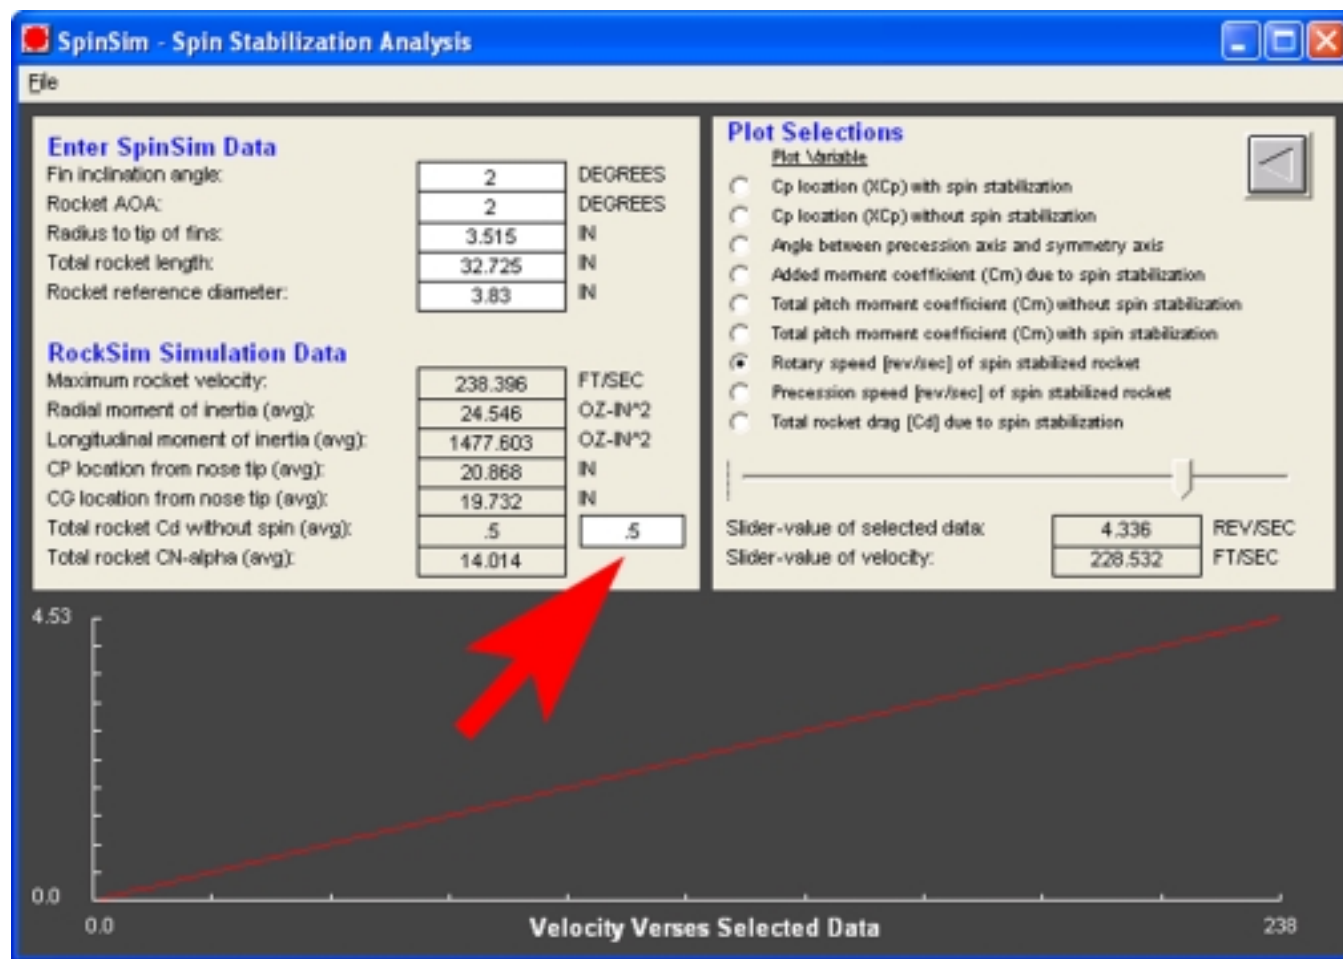 SpinSim - Spin Stabilization Analysis
File
Enter SpinSim Data
Fin inclination angle: 2 DEGREES
Rocket AOA: 2 DEGREES
Radius to tip of fins: 3.515 IN
Total rocket length: 32.725 IN
Rocket reference diameter: 3.83 IN
RockSim Simulation Data
Maximum rocket velocity: 238.396 FT/SEC
Radial moment of inertia (avg): 24.546 OZ-IN^2
Longitudinal moment of inertia (avg): 1477.603 OZ-IN^2
CP location from nose tip (avg): 20.868 IN
CG location from nose tip (avg): 19.732 IN
Total rocket Cd without spin (avg): .5 .5
Total rocket CN-alpha (avg): 14.014
Plot Selections
Plot Variable
Cp location (XCp) with spin stabilization
Cp location (XCp) without spin stabilization
Angle between precession axis and symmetry axis
Added moment coefficient (Cm) due to spin stabilization
Total pitch moment coefficient (Cm) without spin stabilization
Total pitch moment coefficient (Cm) with spin stabilization
Rotary speed [rev/sec] of spin stabilized rocket
Precession speed [rev/sec] of spin stabilized rocket
Total rocket drag [Cd] due to spin stabilization
Slider-value of selected data: 4.336 REV/SEC
Slider-value of velocity: 228.532 FT/SEC
4.53
0.0
0.0 Velocity Verses Selected Data 238